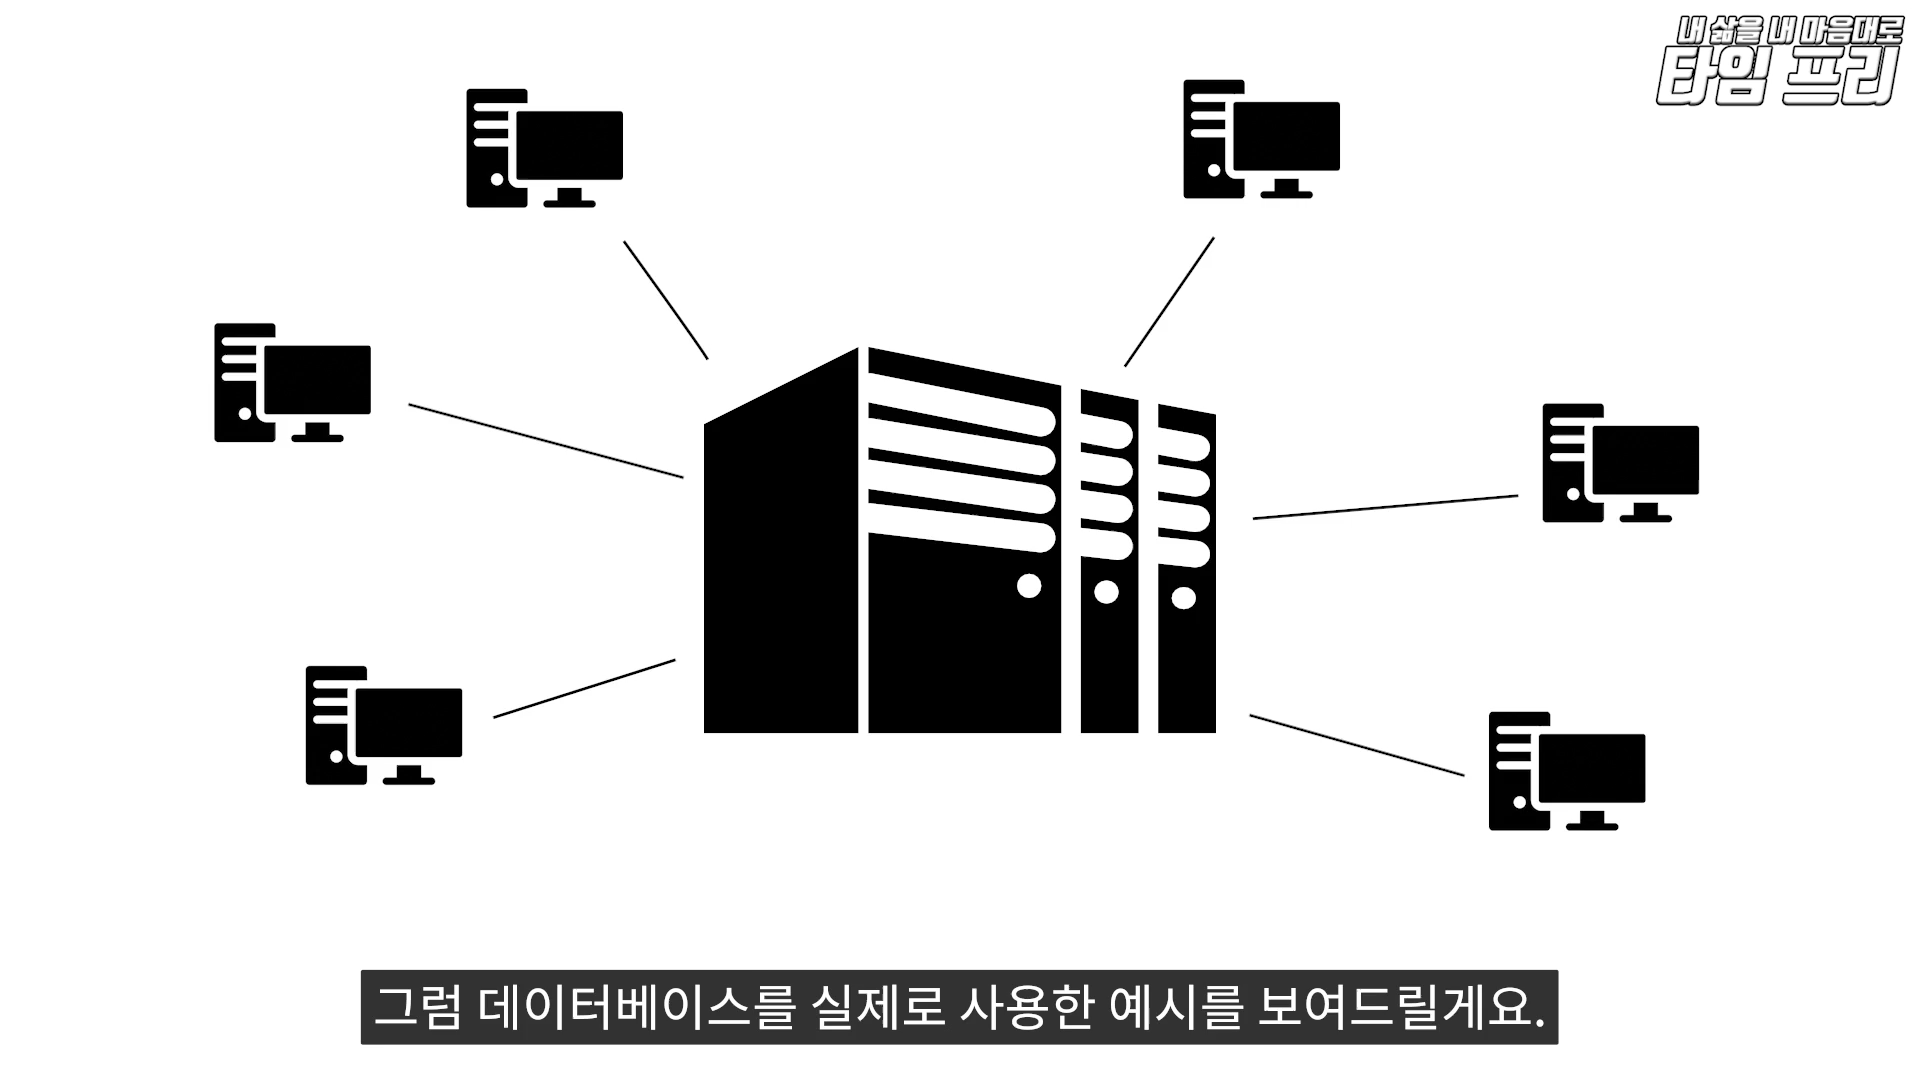 내 삶을 내 마음대로
타임 프리
그럼 데이터베이스를 실제로 사용한 예시를 보여드릴게요.